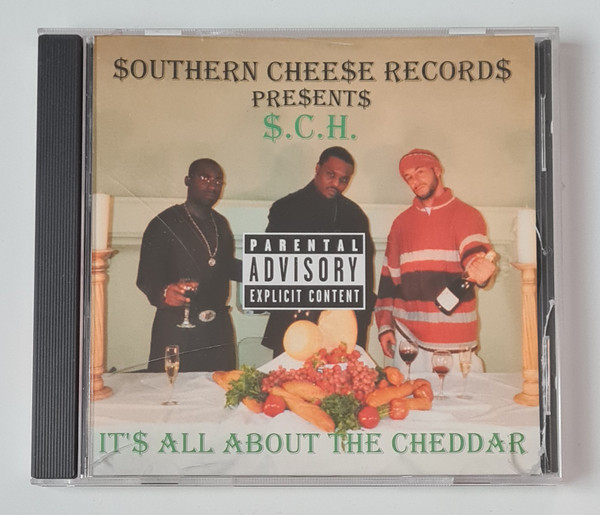 $OUTHERN CHEE$E RECORD$
PRE$ENT$
$.C.H.
PARENTAL
ADVISORY
EXPLICIT CONTENT
IT'$ ALL ABOUT THE CHEDDAR